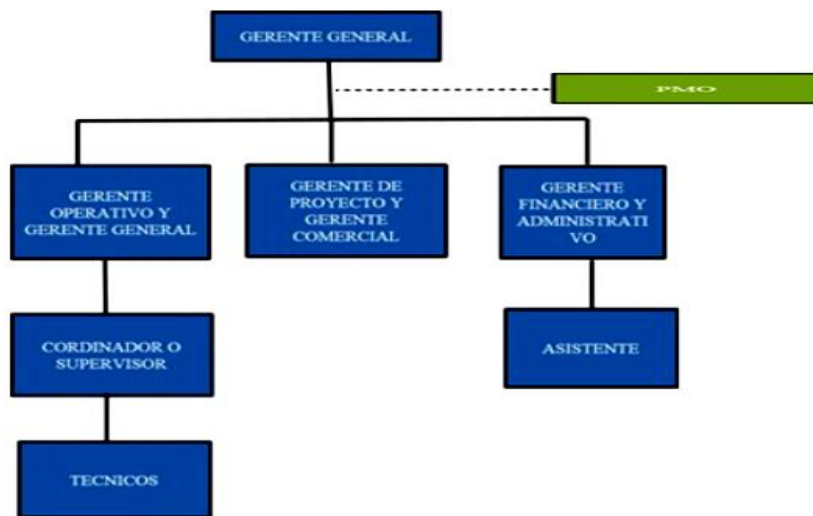 GERENTE GENERAL
PMO
GERENTE
OPERATIVO Y
GERENTE GENERAL
GERENTE DE
PROYECTO Y
GERENTE
COMERCIAL
GERENTE
FINANCIERO Y
ADMINISTRATI
VO
CORDINADOR O
SUPERVISOR
ASISTENTE
TECNICOS